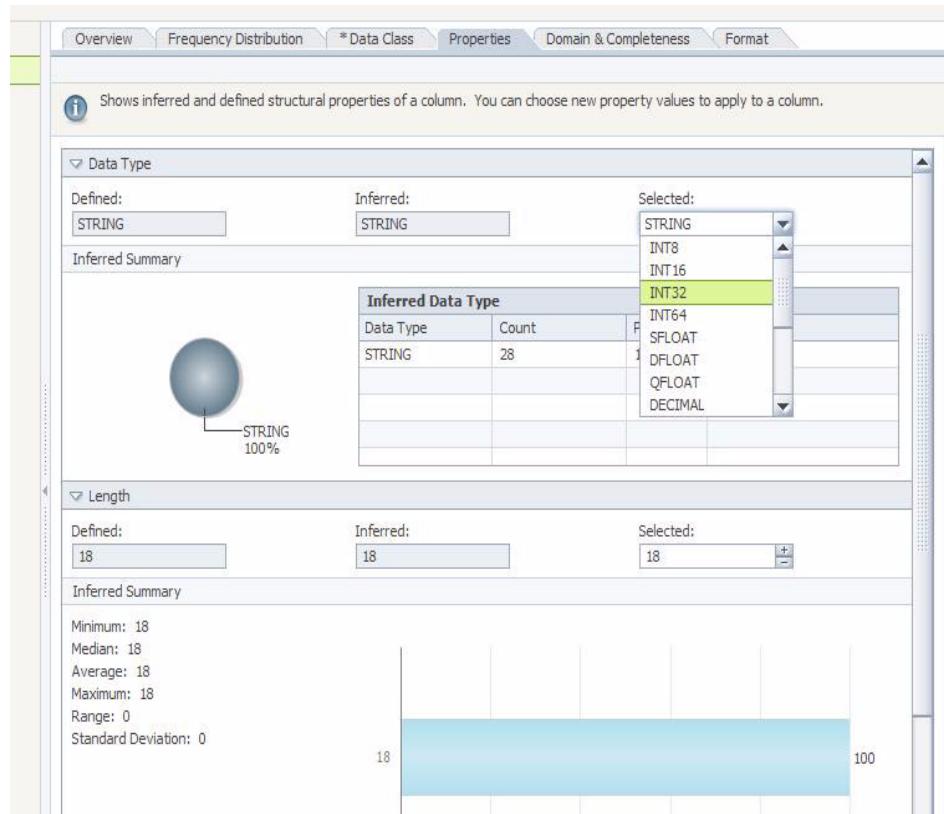 Overview Frequency Distribution * Data Class Properties Domain & Completeness Format
Shows inferred and defined structural properties of a column. You can choose new property values to apply to a column.
Data Type
Defined: Inferred: Selected:
STRING STRING STRING
INT8
INT16
INT32
INT64
SFLOAT
DFLOAT
QFLOAT
DECIMAL
Inferred Summary
Inferred Data Type
Data Type Count
STRING 28
STRING
100%
Length
Defined: Inferred: Selected:
18 18 18
Inferred Summary
Minimum: 18
Median: 18
Average: 18
Maximum: 18
Range: 0
Standard Deviation: 0
18 100